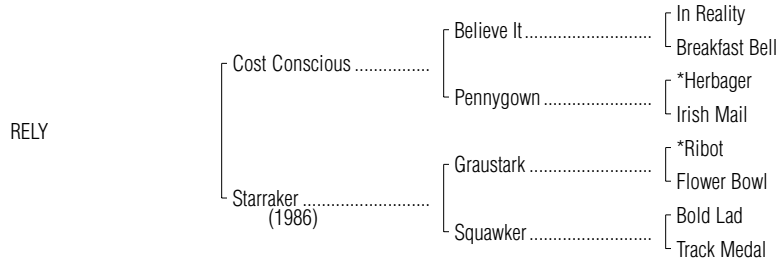 In Reality
Believe It..................................
Breakfast Bell
Cost Conscious ....................
*Herbager
Pennygown .............................
Irish Mail
RELY
*Ribot
Graustark ................................
Flower Bowl
Starraker ..................................
(1986)
Bold Lad
Squawker.................................
Track Medal